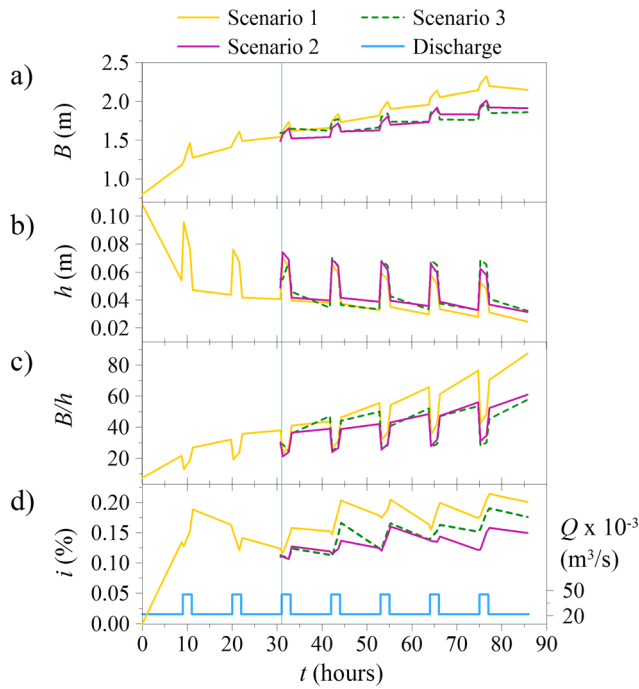 Scenario 1 Scenario 3
Scenario 2 Discharge
a)
B (m)
2.5
2.0
1.5
1.0
b)
h (m)
0.10
0.08
0.06
0.04
0.02
c)
B/h
80
60
40
20
d)
i (%)
0.20
0.15
0.10
0.05
0.00
Q x 10⁻³
(m³/s)
50
20
0 10 20 30 40 50 60 70 80 90
t (hours)